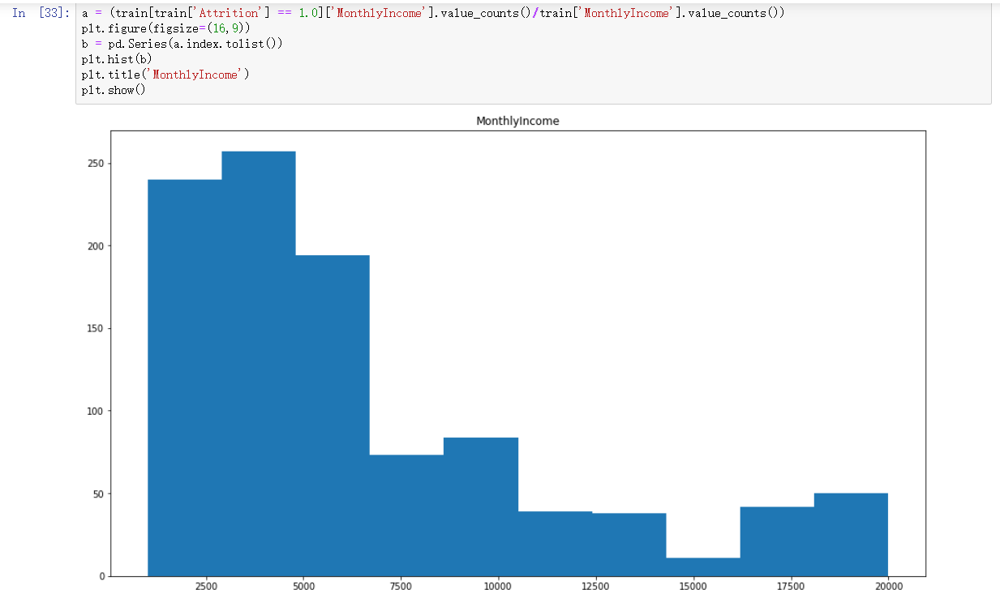 In [33]: a = (train[train['Attrition'] == 1.0]['MonthlyIncome'].value_counts()/train['MonthlyIncome'].value_counts())
plt.figure(figsize=(16,9))
b = pd.Series(a.index.tolist())
plt.hist(b)
plt.title('MonthlyIncome')
plt.show()
MonthlyIncome
250
200
150
100
50
0
2500 5000 7500 10000 12500 15000 17500 20000